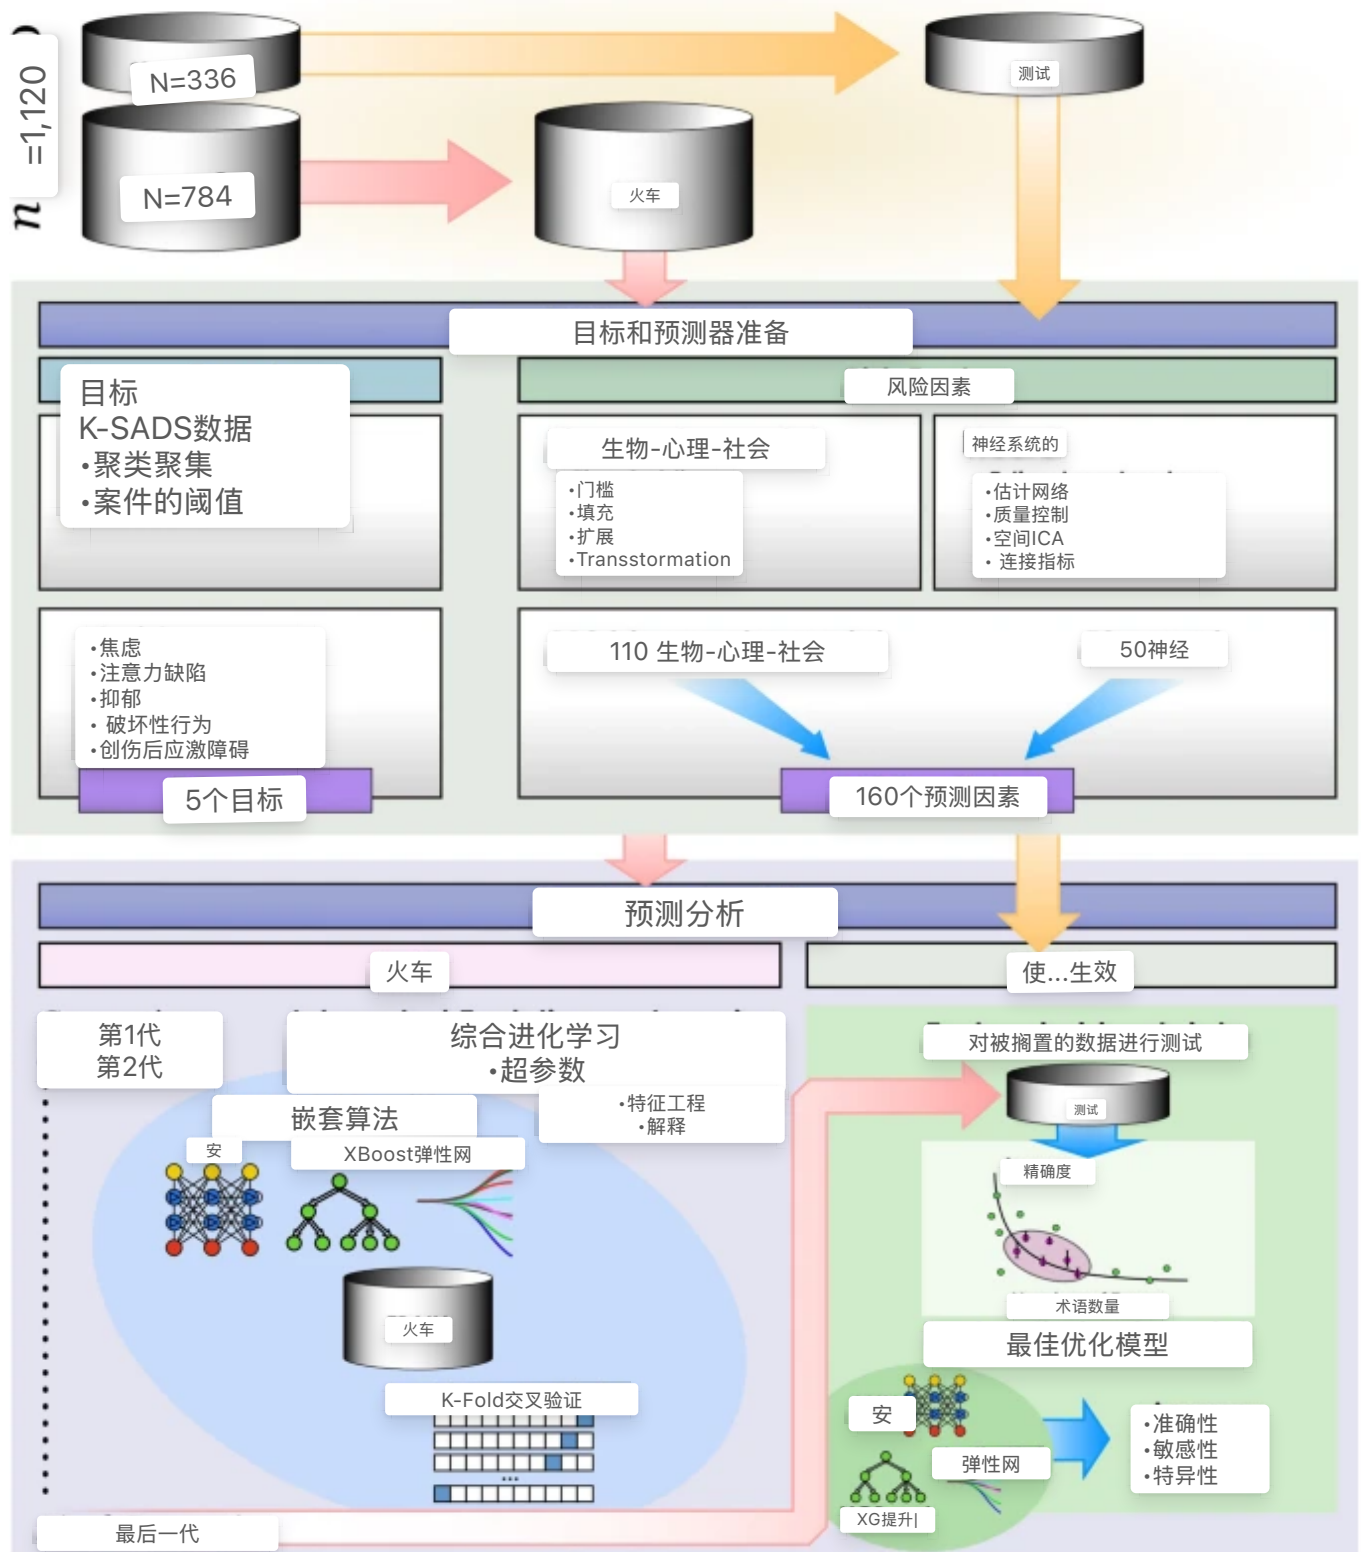 n =1,120
N=336
测试
N=784
火车
目标和预测器准备
目标
K-SADS数据
•聚类聚集
•案件的阈值
风险因素
生物-心理-社会
•门槛
•填充
•扩展
•Transstormation
神经系统的
•估计网络
•质量控制
•空间ICA
• 连接指标
•焦虑
•注意力缺陷
•抑郁
• 破坏性行为
•创伤后应激障碍
5个目标
110 生物-心理-社会
50神经
160个预测因素
预测分析
火车
使...生效
第1代
第2代
综合进化学习
•超参数
•特征工程
•解释
嵌套算法
安
XBoost弹性网
火车
K-Fold交叉验证
...
最后一代
对被搁置的数据进行测试
测试
精确度
术语数量
最佳优化模型
安
弹性网
XG提升|
•准确性
•敏感性
•特异性